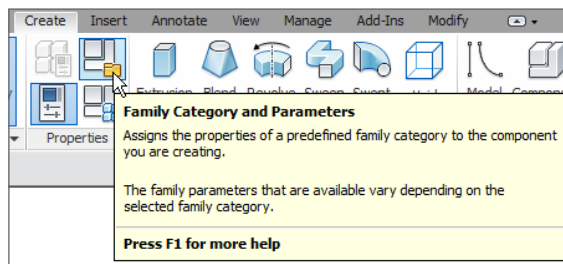 Create Insert Annotate View Manage Add-Ins Modify
Extrusion Blend Revolve Sweep Swept Model
Properties
Family Category and Parameters
Assigns the properties of a predefined family category to the component
you are creating.
The family parameters that are available vary depending on the
selected family category.
Press F1 for more help